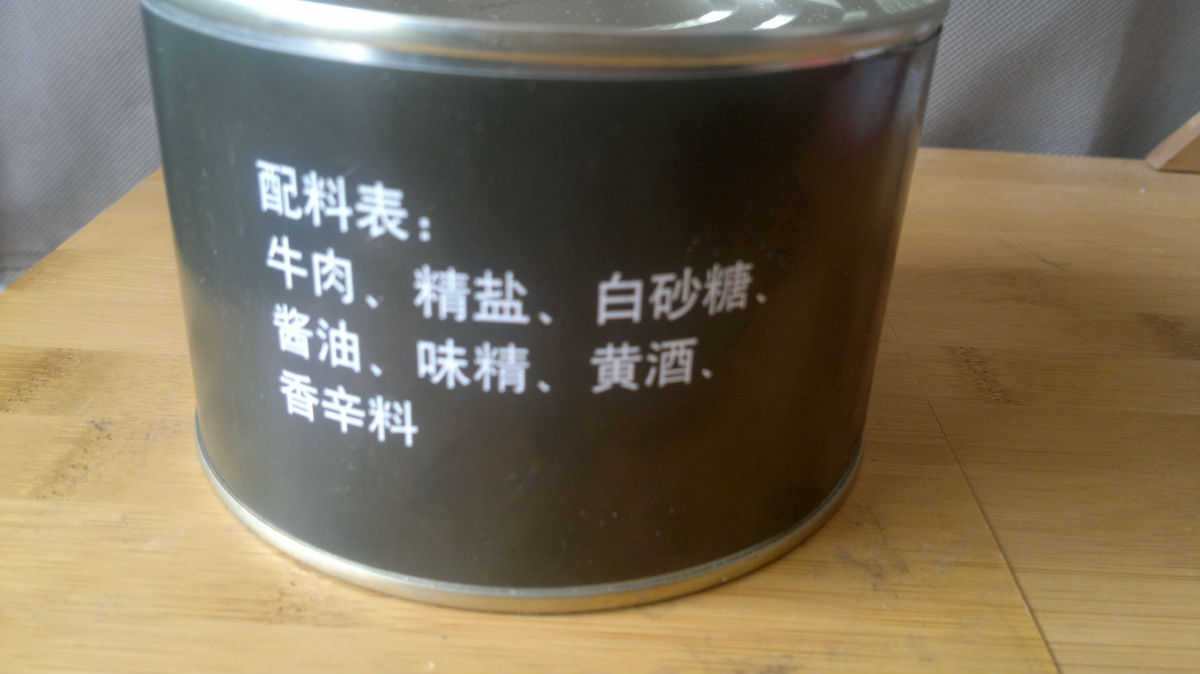 配料表：
牛肉、精盐、白砂糖、
酱油、味精、黄酒、
香辛料